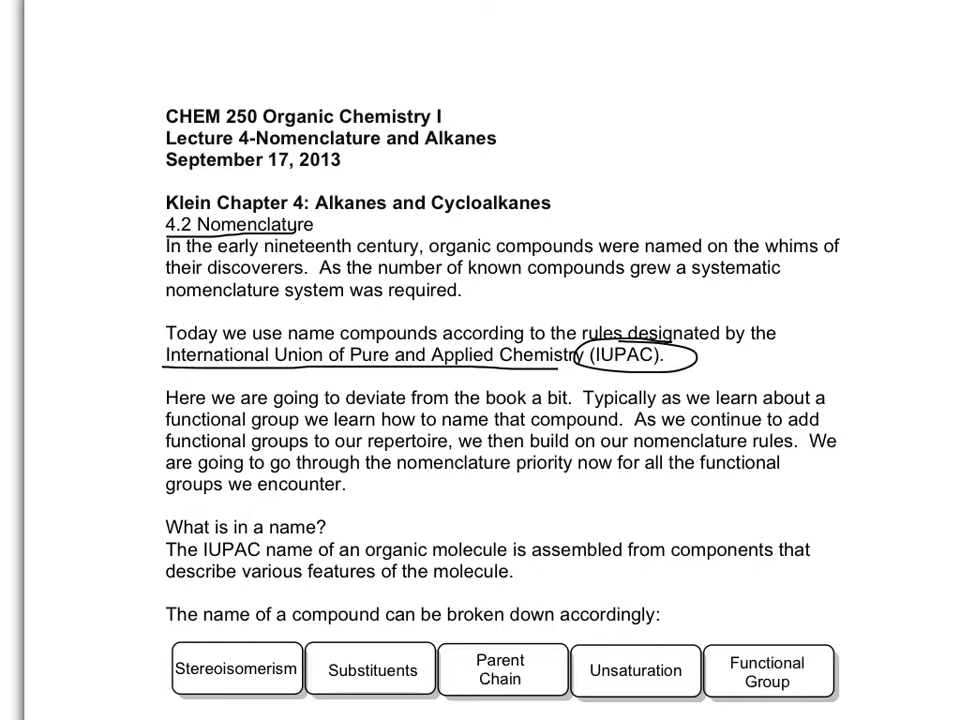 CHEM 250 Organic Chemistry I
Lecture 4-Nomenclature and Alkanes
September 17, 2013
Klein Chapter 4: Alkanes and Cycloalkanes
4.2 Nomenclature
In the early nineteenth century, organic compounds were named on the whims of
their discoverers.  As the number of known compounds grew a systematic
nomenclature system was required.
Today we use name compounds according to the rules designated by the
International Union of Pure and Applied Chemistry (IUPAC).
Here we are going to deviate from the book a bit.  Typically as we learn about a
functional group we learn how to name that compound.  As we continue to add
functional groups to our repertoire, we then build on our nomenclature rules.  We
are going to go through the nomenclature priority now for all the functional
groups we encounter.
What is in a name?
The IUPAC name of an organic molecule is assembled from components that
describe various features of the molecule.
The name of a compound can be broken down accordingly:
Stereoisomerism
Substituents
Parent
Chain
Unsaturation
Functional
Group